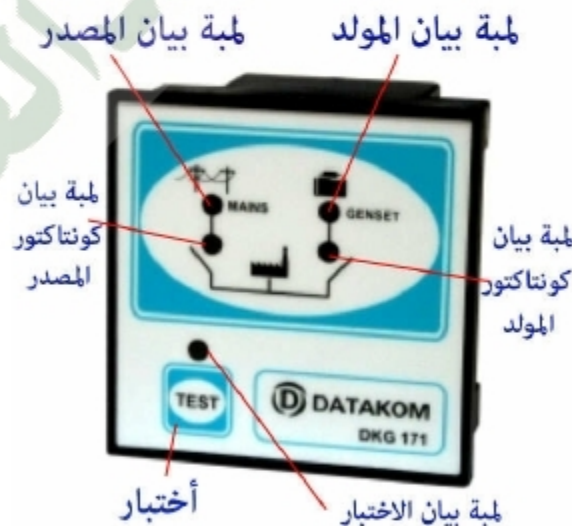 لمبة بيان المولد
لمبة بيان المصدر
لمبة بيان
كونتاكتور
المصدر
MAINS
GENSET
لمبة بيان
كونتاكتور
المولد
TEST
DATAKOM
DKG 171
أختبار
لمبة بيان الاختبار